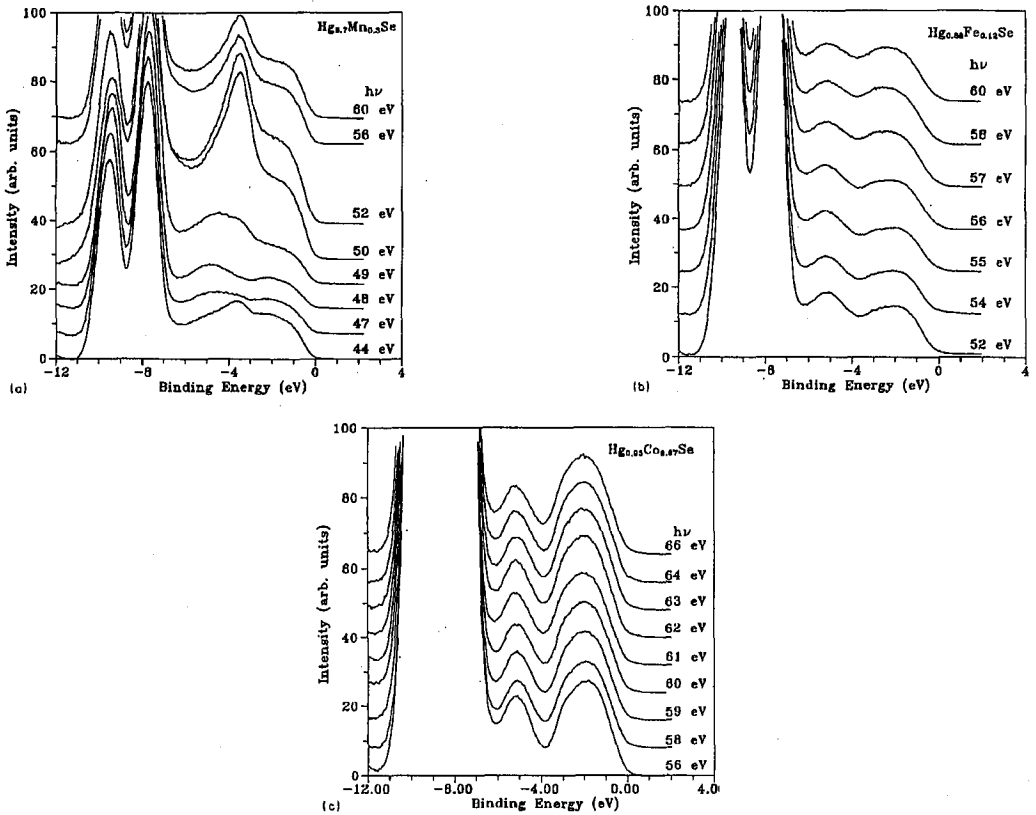 Hg₀.₇Mn₀.₃Se
hν
60 eV
56 eV
52 eV
50 eV
49 eV
48 eV
47 eV
44 eV
Intensity (arb. units)
100
80
60
40
20
0
-12
-8
-4
0
4
Binding Energy (eV)
(a)
Hg₀.₈₈Fe₀.₁₂Se
hν
60 eV
58 eV
57 eV
56 eV
55 eV
54 eV
52 eV
Intensity (arb. units)
100
80
60
40
20
0
-12
-8
-4
0
4
Binding Energy (eV)
(b)
Hg₀.₉₃Co₀.₀₇Se
hν
66 eV
64 eV
63 eV
62 eV
61 eV
60 eV
59 eV
58 eV
56 eV
Intensity (arb. units)
100
80
60
40
20
0
-12.00
-8.00
-4.00
0.00
4.0
Binding Energy (eV)
(c)